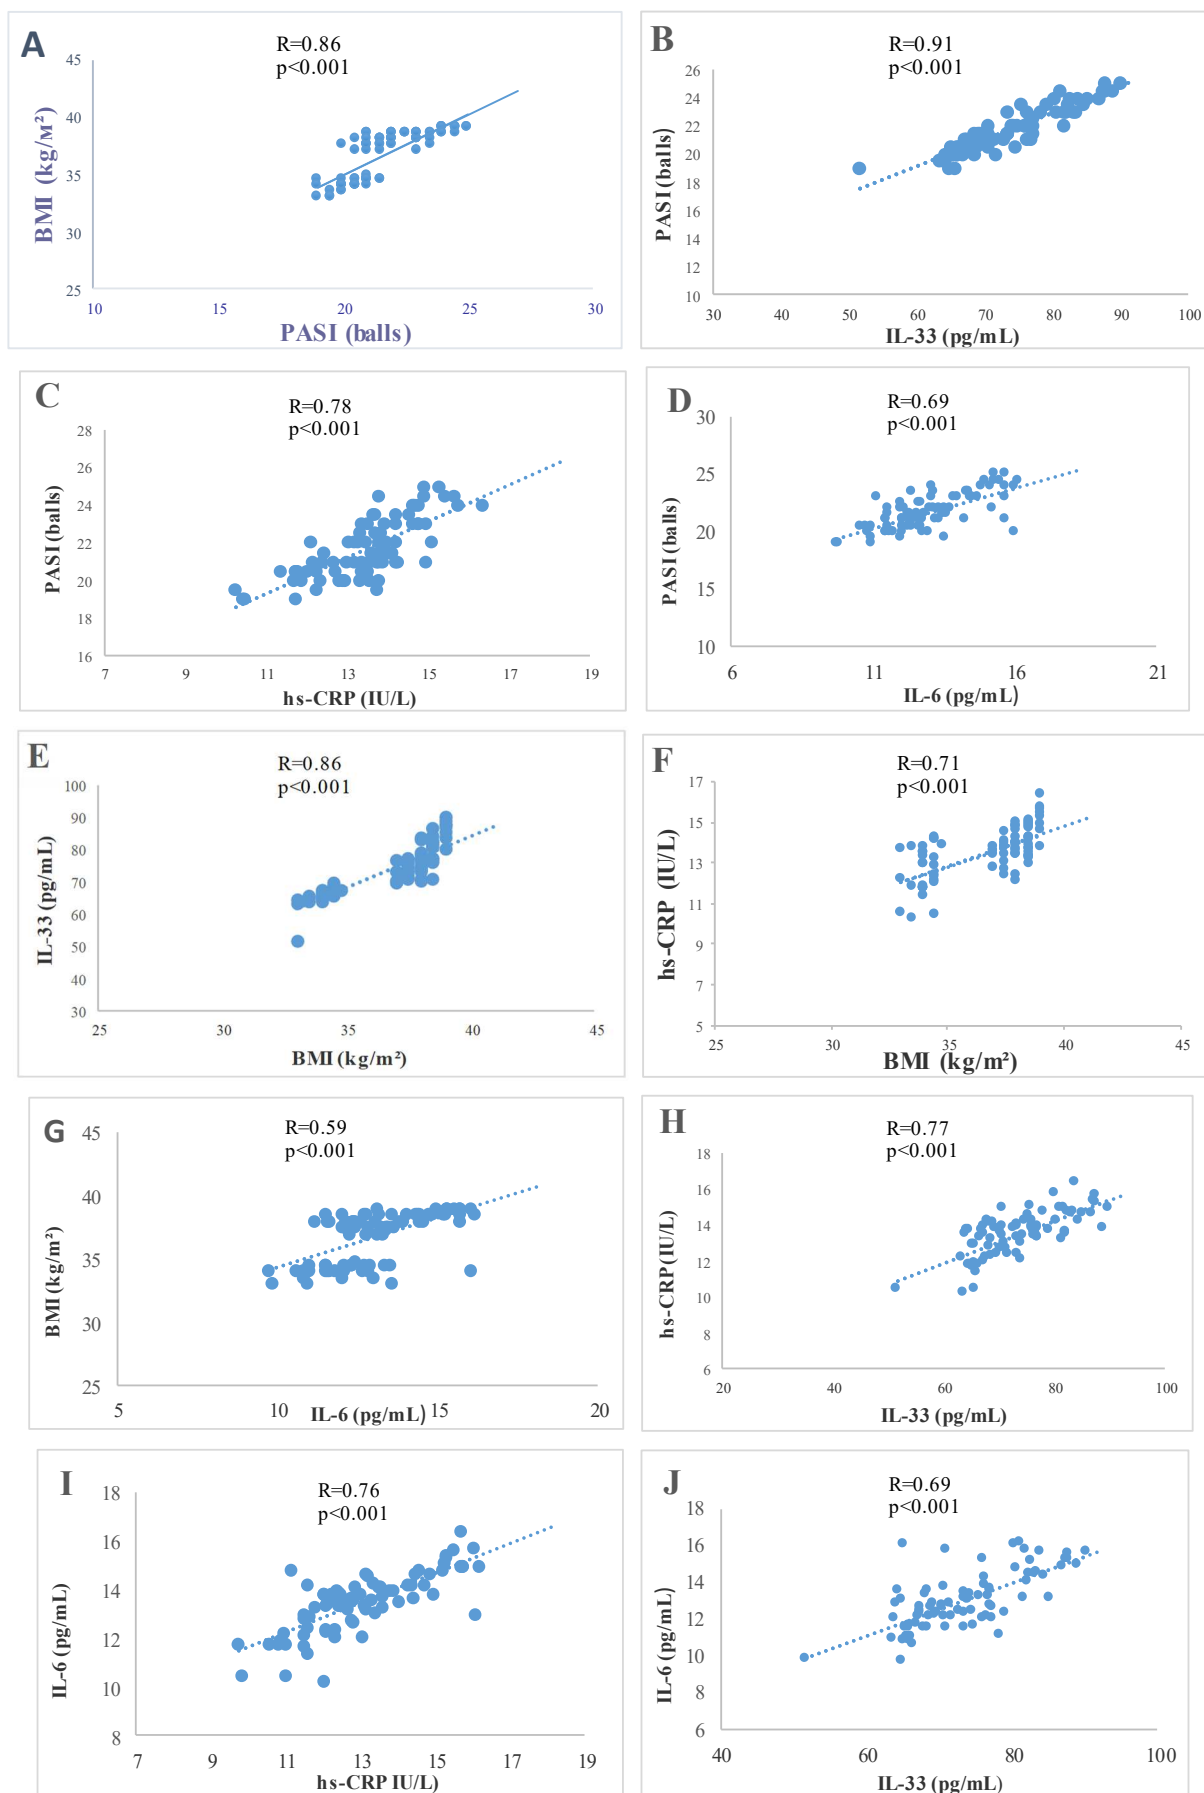 A
R=0.86
p<0.001
BMI (kg/м²)
45
40
35
30
25
10 15 20 25 30
PASI (balls)
B
R=0.91
p<0.001
PASI (balls)
26
24
22
20
18
16
14
12
10
30 40 50 60 70 80 90 100
IL-33 (pg/mL)
C
R=0.78
p<0.001
PASI (balls)
28
26
24
22
20
18
16
7 9 11 13 15 17 19
hs-CRP (IU/L)
D
R=0.69
p<0.001
PASI (balls)
30
25
20
15
10
6 11 16 21
IL-6 (pg/mL)
E
R=0.86
p<0.001
IL-33 (pg/mL)
100
90
80
70
60
50
40
30
25 30 35 40 45
BMI (kg/m²)
F
R=0.71
p<0.001
hs-CRP (IU/L)
17
15
13
11
9
7
5
25 30 35 40 45
BMI (kg/m²)
G
R=0.59
p<0.001
BMI (kg/m²)
45
40
35
30
25
5 10 15 20
IL-6 (pg/mL)
H
R=0.77
p<0.001
hs-CRP (IU/L)
18
16
14
12
10
8
6
20 40 60 80 100
IL-33 (pg/mL)
I
R=0.76
p<0.001
IL-6 (pg/mL)
18
16
14
12
10
8
7 9 11 13 15 17 19
hs-CRP IU/L)
J
R=0.69
p<0.001
IL-6 (pg/mL)
18
16
14
12
10
8
6
40 60 80 100
IL-33 (pg/mL)